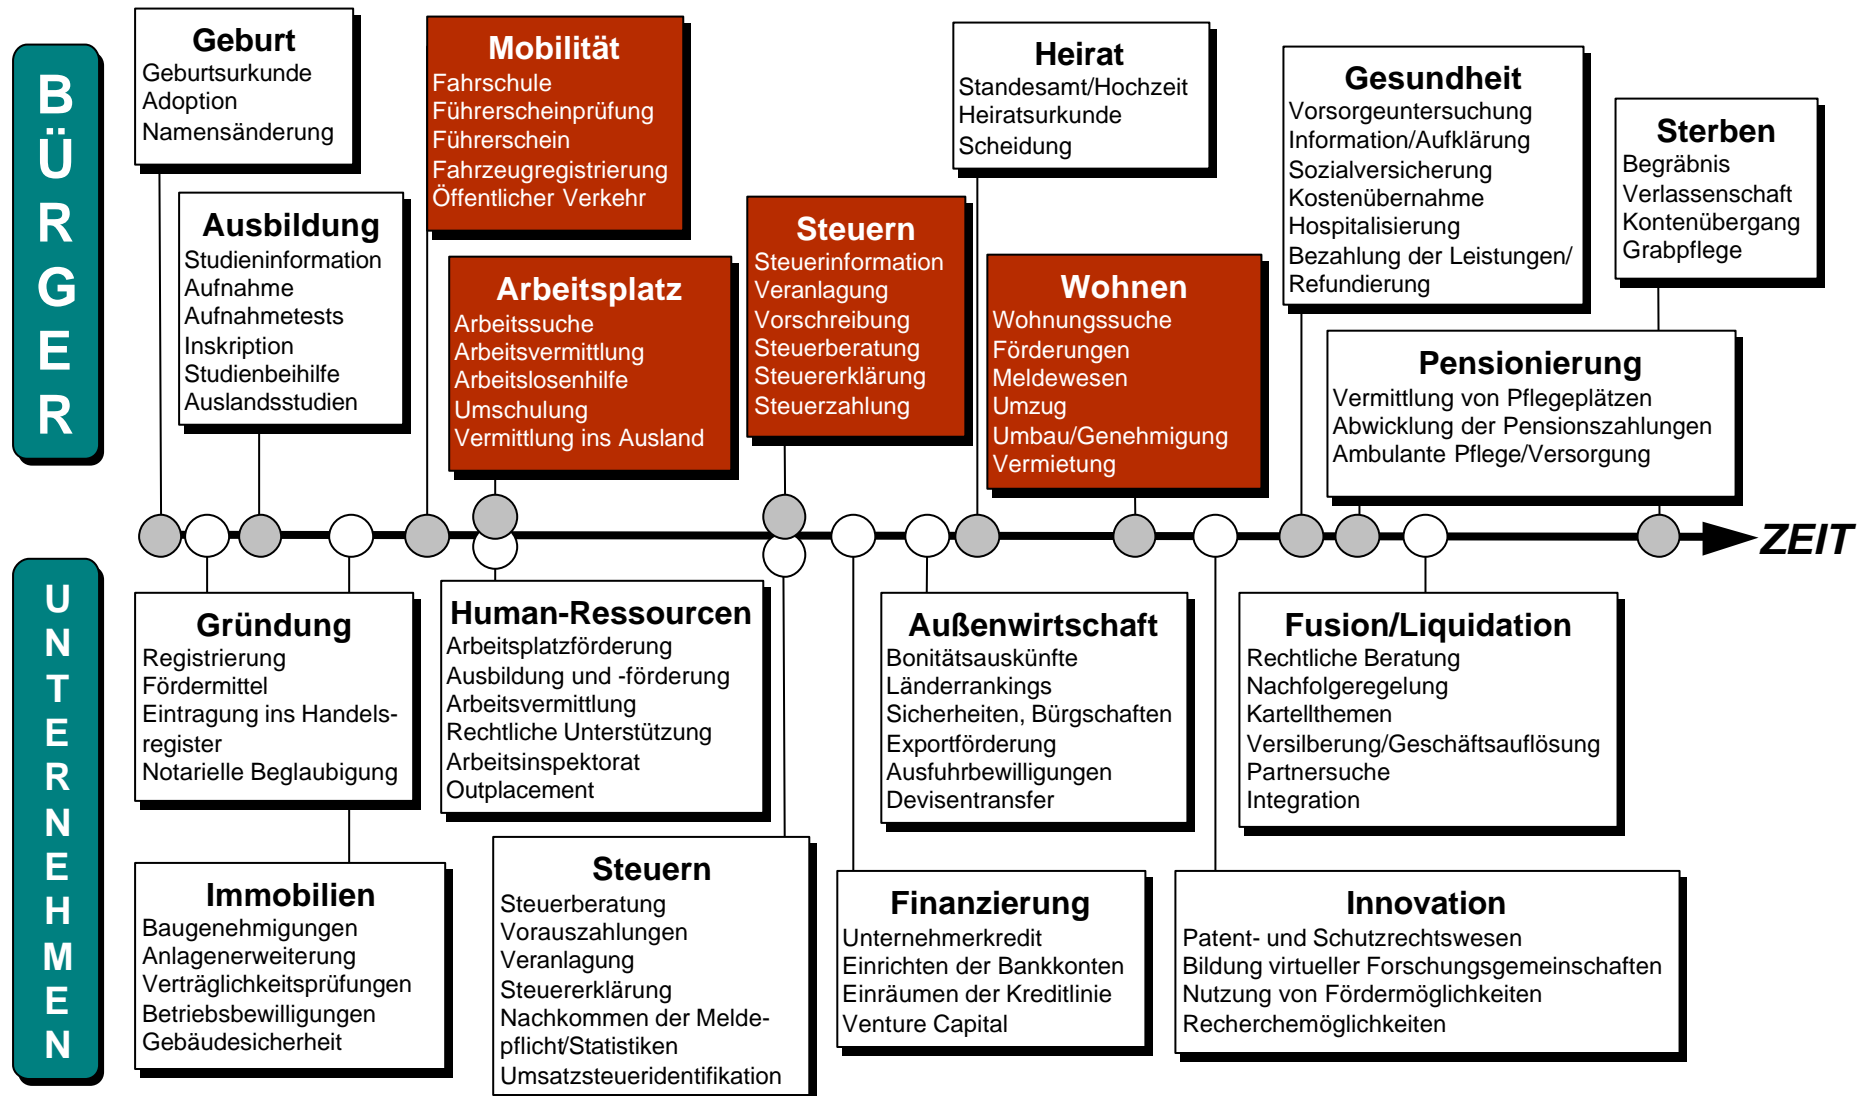 BÜRGER
Geburt
Geburtsurkunde
Adoption
Namensänderung
Ausbildung
Studieninformation
Aufnahme
Aufnahmetests
Inskription
Studienbeihilfe
Auslandsstudien
Mobilität
Fahrschule
Führerscheinprüfung
Führerschein
Fahrzeugregistrierung
Öffentlicher Verkehr
Arbeitsplatz
Arbeitssuche
Arbeitsvermittlung
Arbeitslosenhilfe
Umschulung
Vermittlung ins Ausland
Steuern
Steuerinformation
Veranlagung
Vorschreibung
Steuerberatung
Steuererklärung
Steuerzahlung
Heirat
Standesamt/Hochzeit
Heiratsurkunde
Scheidung
Wohnen
Wohnungssuche
Förderungen
Meldewesen
Umzug
Umbau/Genehmigung
Vermietung
Gesundheit
Vorsorgeuntersuchung
Information/Aufklärung
Sozialversicherung
Kostenübernahme
Hospitalisierung
Bezahlung der Leistungen/
Refundierung
Pensionierung
Vermittlung von Pflegeplätzen
Abwicklung der Pensionszahlungen
Ambulante Pflege/Versorgung
Sterben
Begräbnis
Verlassenschaft
Kontenübergang
Grabpflege
ZEIT
UNTERNEHMEN
Gründung
Registrierung
Fördermittel
Eintragung ins Handels-
register
Notarielle Beglaubigung
Immobilien
Baugenehmigungen
Anlagenerweiterung
Verträglichkeitsprüfungen
Betriebsbewilligungen
Gebäudesicherheit
Human-Ressourcen
Arbeitsplatzförderung
Ausbildung und -förderung
Arbeitsvermittlung
Rechtliche Unterstützung
Arbeitsinspektorat
Outplacement
Steuern
Steuerberatung
Vorauszahlungen
Veranlagung
Steuererklärung
Nachkommen der Melde-
pflicht/Statistiken
Umsatzsteueridentifikation
Außenwirtschaft
Bonitätsauskünfte
Länderrankings
Sicherheiten, Bürgschaften
Exportförderung
Ausfuhrbewilligungen
Devisentransfer
Finanzierung
Unternehmerkredit
Einrichten der Bankkonten
Einräumen der Kreditlinie
Venture Capital
Fusion/Liquidation
Rechtliche Beratung
Nachfolgeregelung
Kartellthemen
Versilberung/Geschäftsauflösung
Partnersuche
Integration
Innovation
Patent- und Schutzrechtswesen
Bildung virtueller Forschungsgemeinschaften
Nutzung von Fördermöglichkeiten
Recherchemöglichkeiten